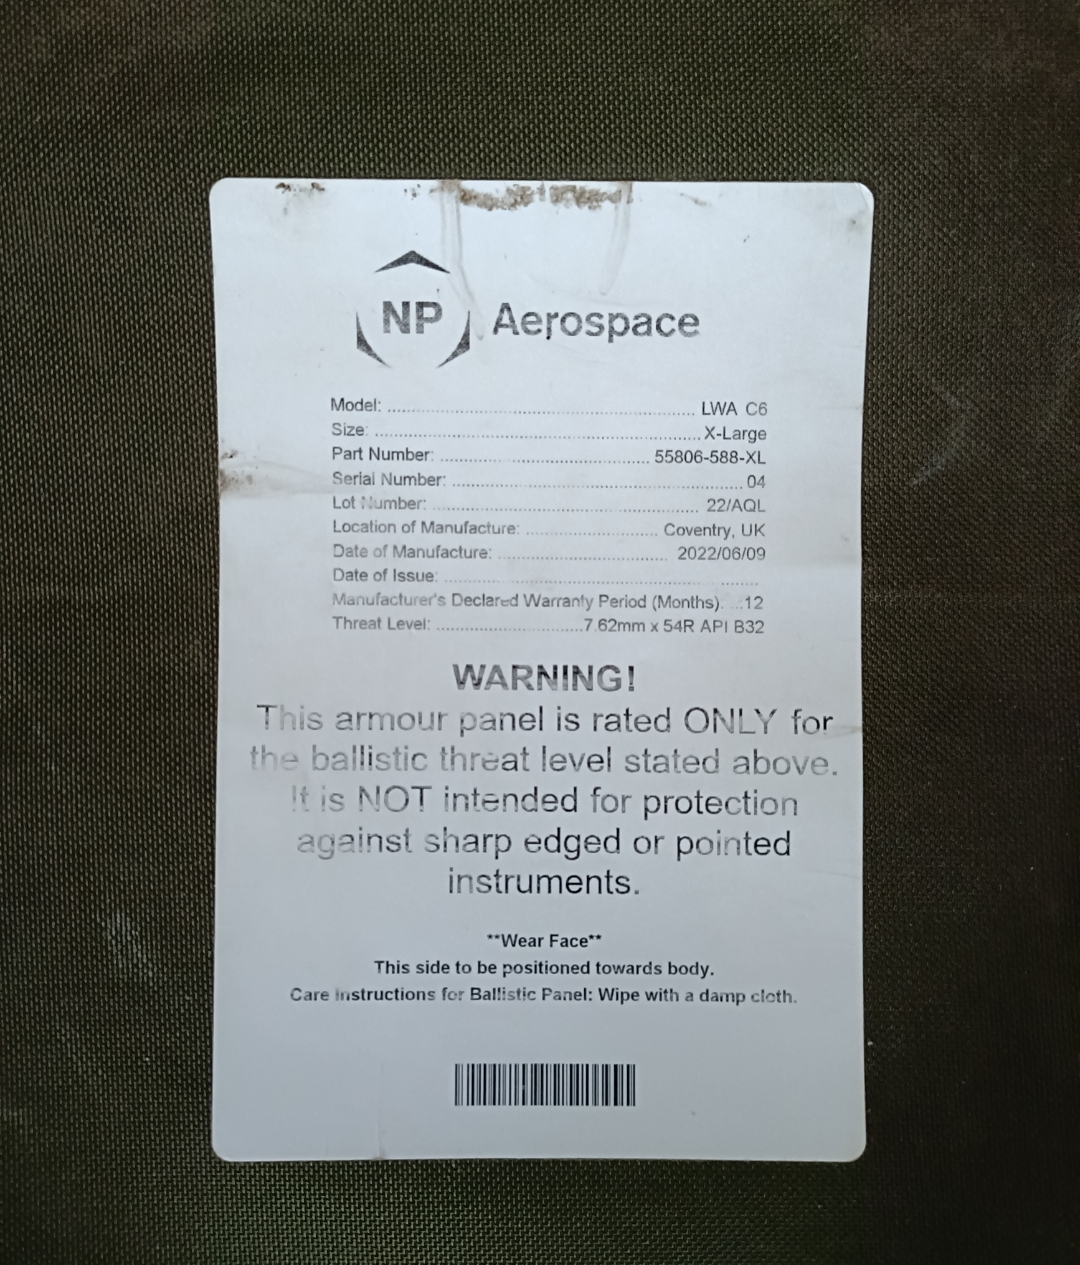 NP Aerospace
Model: ........................ LWA C6
Size: ........................ X-Large
Part Number: ........................ 55806-588-XL
Serial Number: ........................ 04
Lot Number: ........................ 22/AQL
Location of Manufacture: ........................ Coventry, UK
Date of Manufacture: ........................ 2022/06/09
Date of Issue: ........................
Manufacturer's Declared Warranty Period (Months). ...12
Threat Level: ........................7.62mm x 54R API B32
WARNING!
This armour panel is rated ONLY for
the ballistic threat level stated above.
It is NOT intended for protection
against sharp edged or pointed
instruments.
**Wear Face**
This side to be positioned towards body.
Care Instructions for Ballistic Panel: Wipe with a damp cloth.